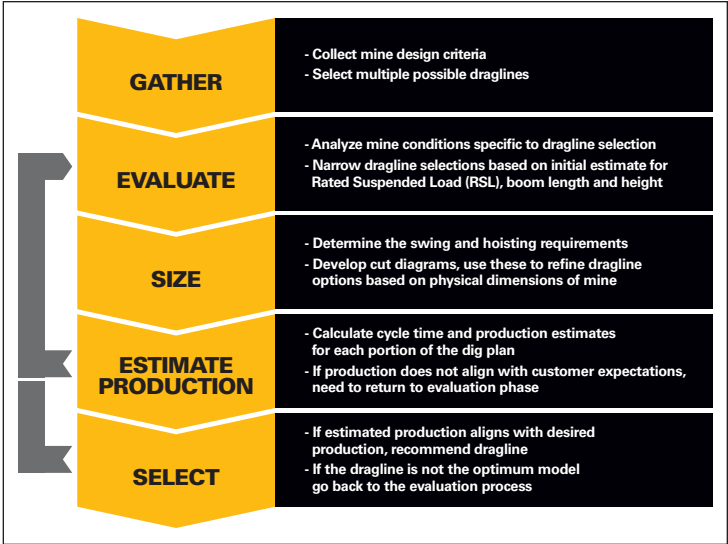 GATHER
- Collect mine design criteria
- Select multiple possible draglines
EVALUATE
- Analyze mine conditions specific to dragline selection
- Narrow dragline selections based on initial estimate for
Rated Suspended Load (RSL), boom length and height
SIZE
- Determine the swing and hoisting requirements
- Develop cut diagrams, use these to refine dragline
options based on physical dimensions of mine
ESTIMATE
PRODUCTION
- Calculate cycle time and production estimates
for each portion of the dig plan
- If production does not align with customer expectations,
need to return to evaluation phase
SELECT
- If estimated production aligns with desired
production, recommend dragline
- If the dragline is not the optimum model
go back to the evaluation process